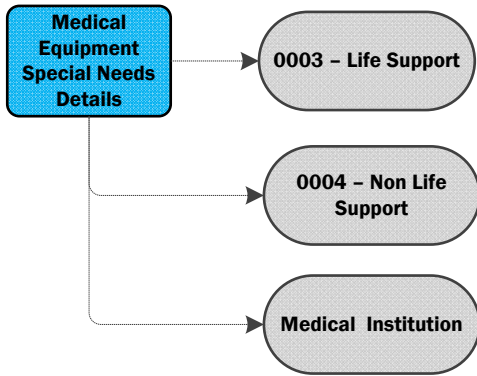 Medical
Equipment
Special Needs
Details
0003 – Life Support
0004 – Non Life
Support
Medical Institution